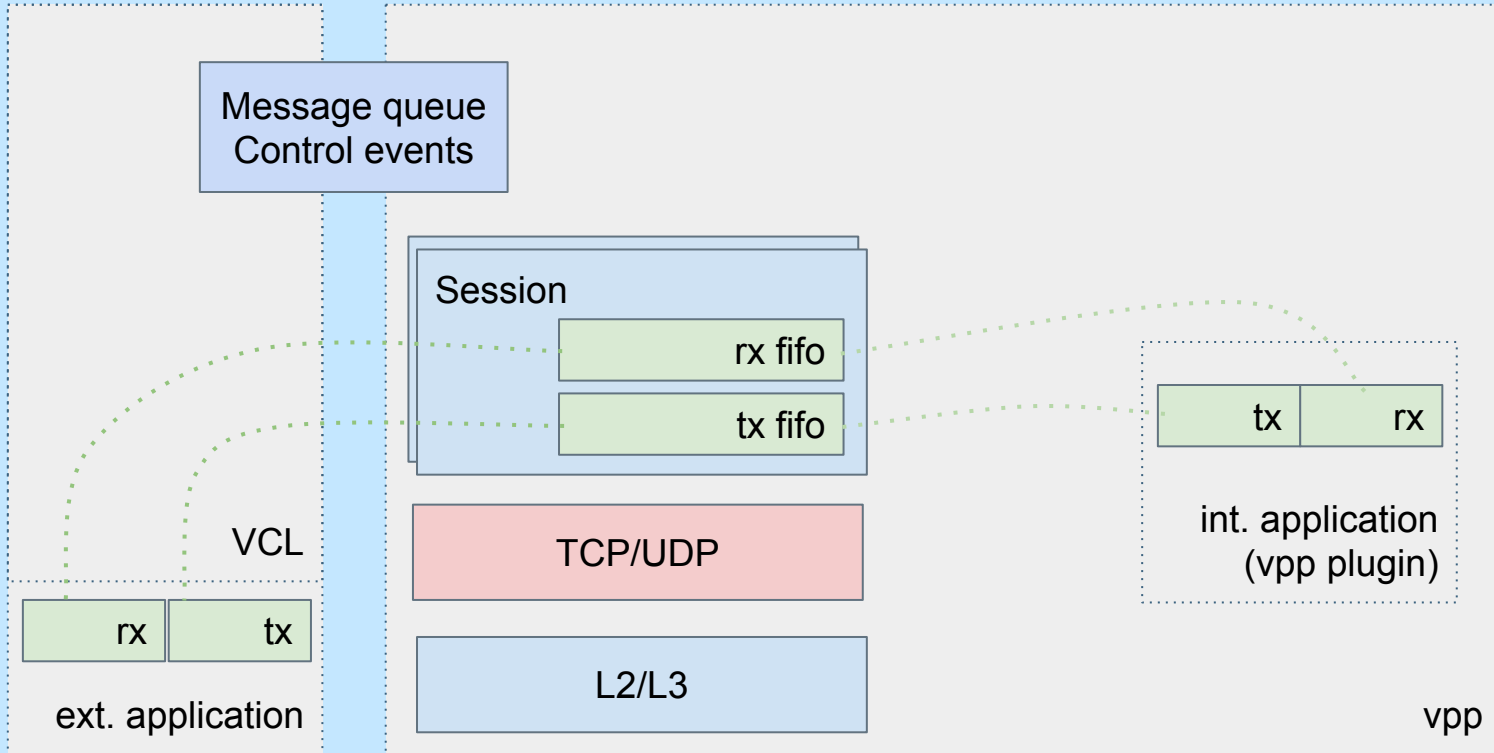 Message queue
Control events
Session
rx fifo
tx fifo
tx
rx
VCL
TCP/UDP
int. application
(vpp plugin)
rx
tx
L2/L3
ext. application
vpp